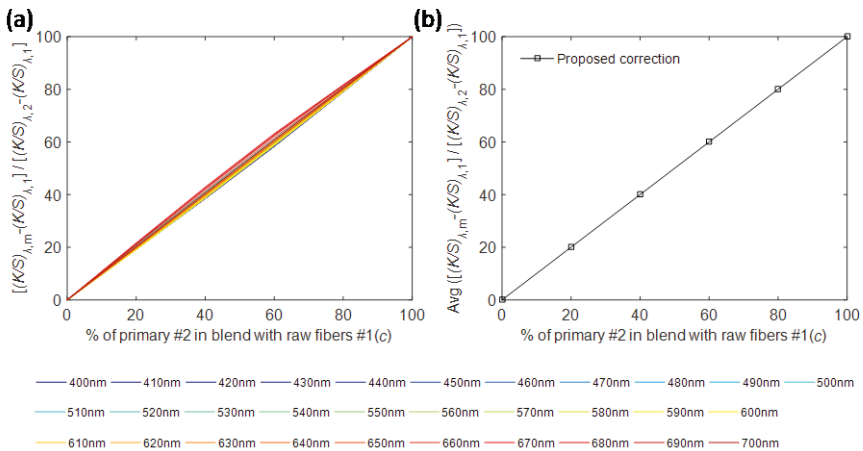 (a)
[(K/S)λ,m-(K/S)λ,1] / [(K/S)λ,2-(K/S)λ,1]
100
80
60
40
20
0
0 20 40 60 80 100
% of primary #2 in blend with raw fibers #1(c)
(b)
Avg ([(K/S)λ,m-(K/S)λ,1] / [(K/S)λ,2-(K/S)λ,1])
100
80
60
40
20
0
Proposed correction
0 20 40 60 80 100
% of primary #2 in blend with raw fibers #1(c)
400nm 410nm 420nm 430nm 440nm 450nm 460nm 470nm 480nm 490nm 500nm
510nm 520nm 530nm 540nm 550nm 560nm 570nm 580nm 590nm 600nm
610nm 620nm 630nm 640nm 650nm 660nm 670nm 680nm 690nm 700nm